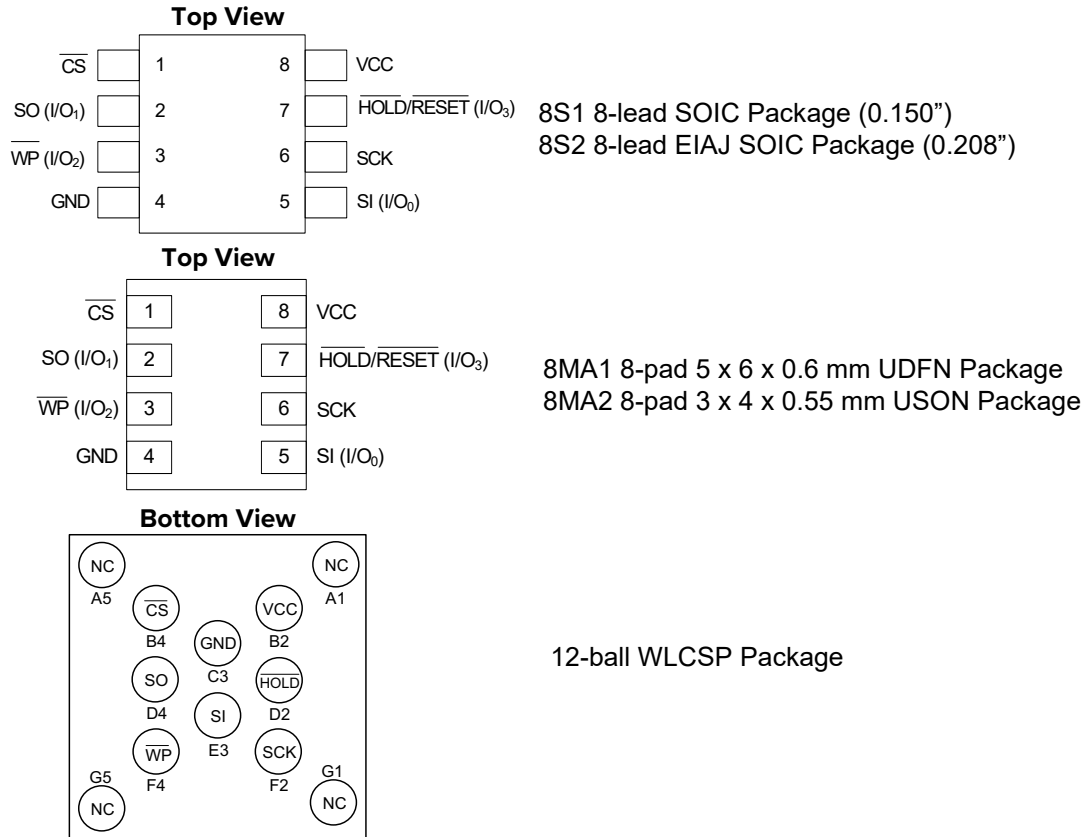 Top View
CS 1 8 VCC
SO (I/O₁) 2 7 HOLD/RESET (I/O₃)
WP (I/O₂) 3 6 SCK
GND 4 5 SI (I/O₀)
8S1 8-lead SOIC Package (0.150”)
8S2 8-lead EIAJ SOIC Package (0.208”)
Top View
CS 1 8 VCC
SO (I/O₁) 2 7 HOLD/RESET (I/O₃)
WP (I/O₂) 3 6 SCK
GND 4 5 SI (I/O₀)
8MA1 8-pad 5 x 6 x 0.6 mm UDFN Package
8MA2 8-pad 3 x 4 x 0.55 mm USON Package
Bottom View
NC NC
A5 A1
CS VCC
B4 B2
GND
C3
SO HOLD
D4 D2
SI
E3
WP SCK
F4 F2
G5 G1
NC NC
12-ball WLCSP Package